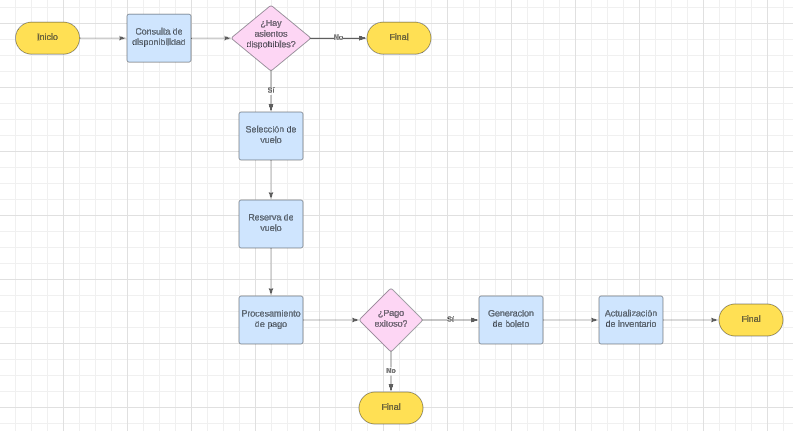 Inicio
Consulta de
disponibilidad
¿Hay
asientos
disponibles?
No
Final
Sí
Selección de
vuelo
Reserva de
vuelo
Procesamiento
de pago
¿Pago
exitoso?
Sí
Generacion
de boleto
Actualización
de inventario
Final
No
Final